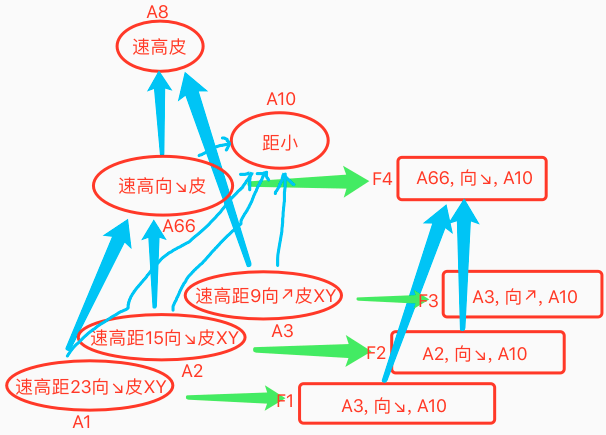 A8
速高皮
A10
距小
速高向↘皮
A66
F4
A66, 向↘, A10
速高距9向↗皮XY
A3
F3
A3, 向↗, A10
速高距15向↘皮XY
A2
F2
A2, 向↘, A10
速高距23向↘皮XY
A1
F1
A3, 向↘, A10